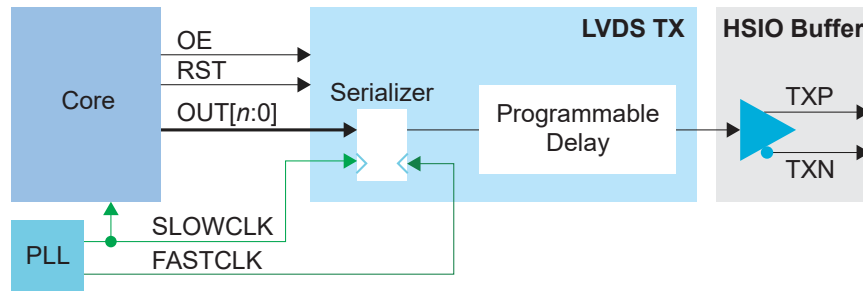 OE
LVDS TX
HSIO Buffer
RST
Core
Serializer
TXP
OUT[n:0]
Programmable
Delay
TXN
SLOWCLK
PLL
FASTCLK